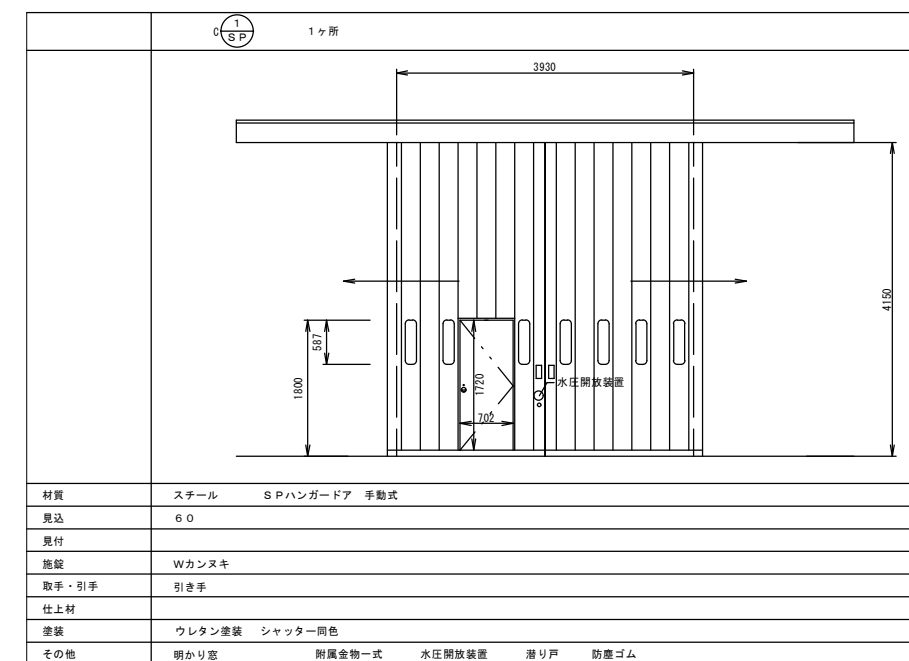 C 1 SP 1ヶ所
3930
4150
587
1800
1720
702
水圧開放装置
材質 スチール SPハンガードア 手動式
見込 60
見付
施錠 Wカンヌキ
取手・引手 引き手
仕上材
塗装 ウレタン塗装 シャッター同色
その他 明かり窓 附属金物一式 水圧開放装置 潜り戸 防塵ゴム